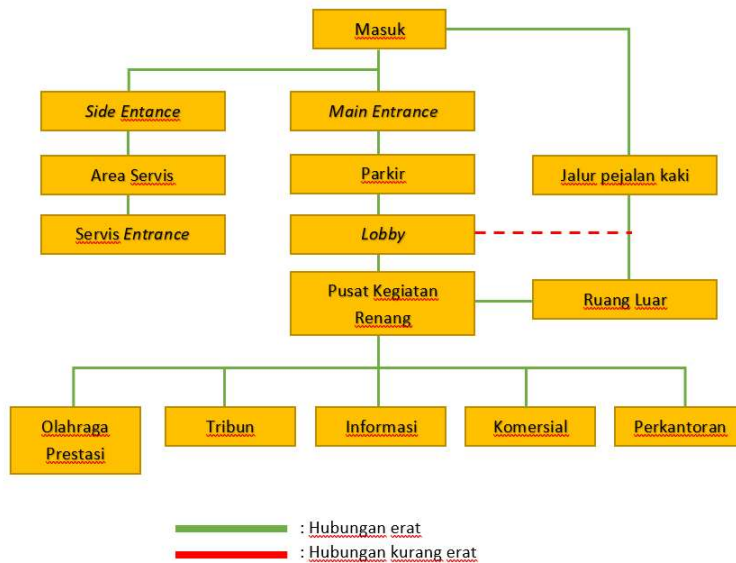 Masuk
Side Entance
Main Entrance
Area Servis
Parkir
Jalur pejalan kaki
Servis Entrance
Lobby
Pusat Kegiatan
Renang
Ruang Luar
Olahraga
Prestasi
Tribun
Informasi
Komersial
Perkantoran
: Hubungan erat
: Hubungan kurang erat